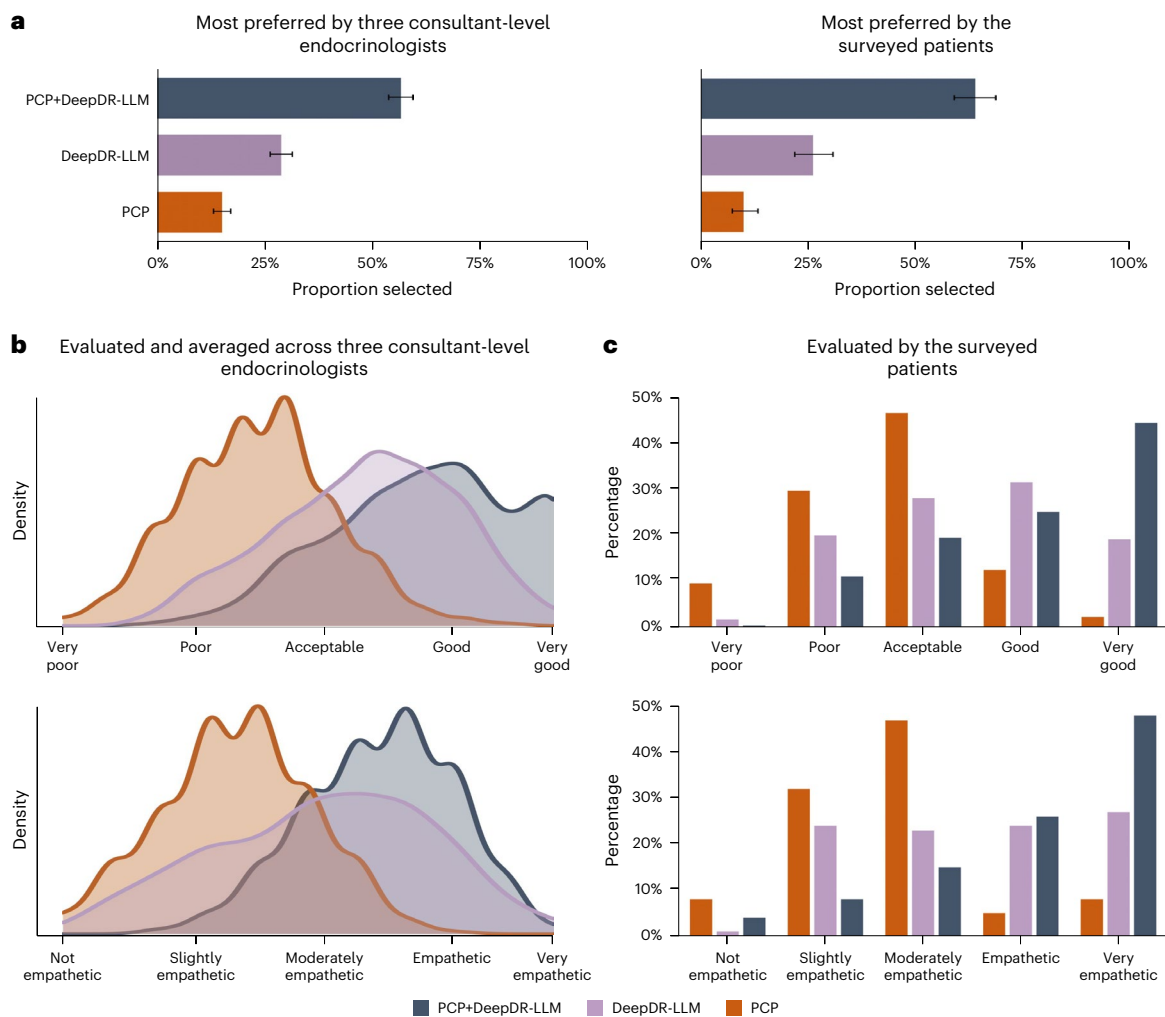 a
Most preferred by three consultant-level
endocrinologists
PCP+DeepDR-LLM
DeepDR-LLM
PCP
0%
25%
50%
75%
100%
Proportion selected
Most preferred by the
surveyed patients
0%
25%
50%
75%
100%
Proportion selected
b
Evaluated and averaged across three consultant-level
endocrinologists
Density
Very
poor
Poor
Acceptable
Good
Very
good
Density
Not
empathetic
Slightly
empathetic
Moderately
empathetic
Empathetic
Very
empathetic
c
Evaluated by the surveyed
patients
50%
40%
30%
20%
10%
0%
Percentage
Very
poor
Poor
Acceptable
Good
Very
good
50%
40%
30%
20%
10%
0%
Percentage
Not
empathetic
Slightly
empathetic
Moderately
empathetic
Empathetic
Very
empathetic
PCP+DeepDR-LLM
DeepDR-LLM
PCP